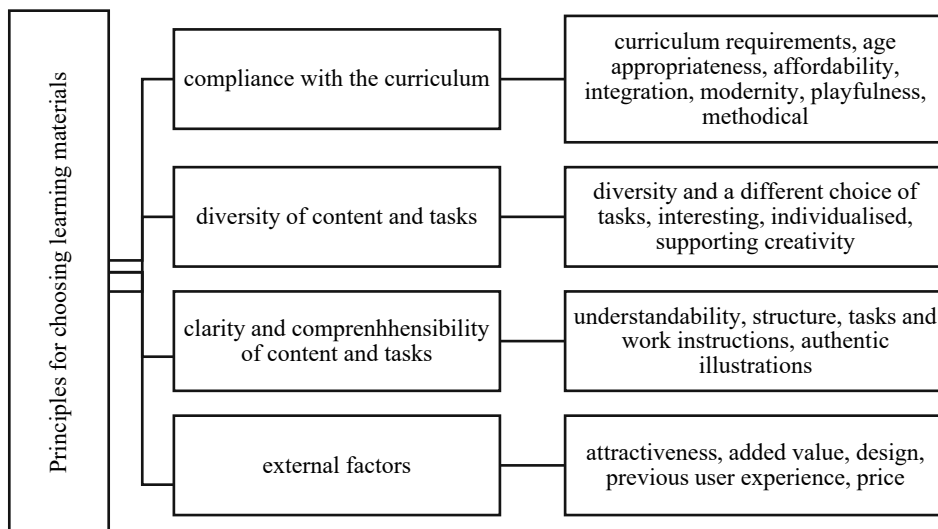 Principles for choosing learning materials
compliance with the curriculum
curriculum requirements, age
appropriateness, affordability,
integration, modernity, playfulness,
methodical
diversity of content and tasks
diversity and a different choice of
tasks, interesting, individualised,
supporting creativity
clarity and comprenhhensibility
of content and tasks
understandability, structure, tasks and
work instructions, authentic
illustrations
external factors
attractiveness, added value, design,
previous user experience, price